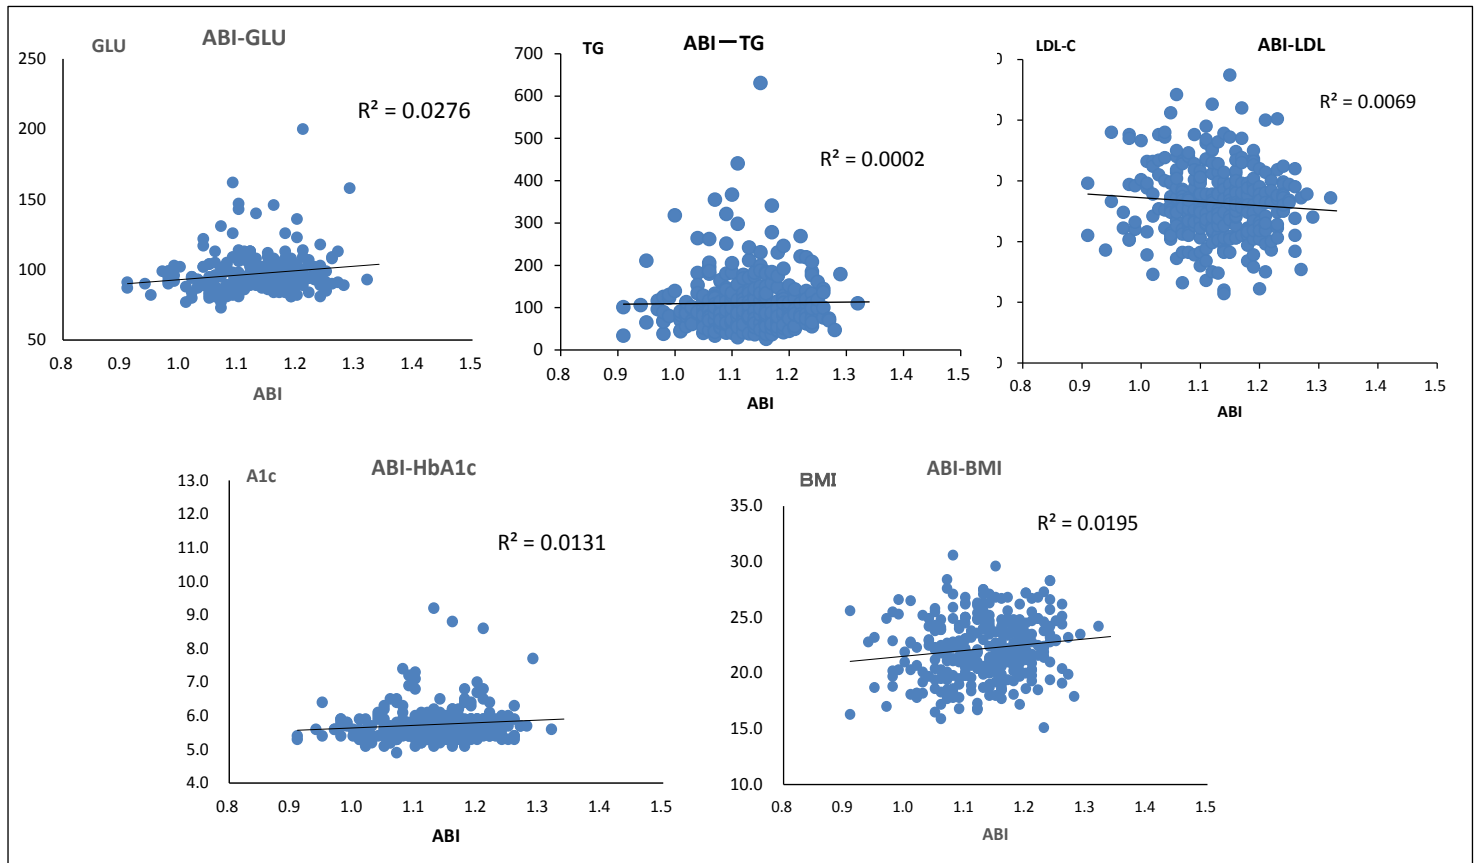 GLU
ABI-GLU
250
200
150
100
50
R² = 0.0276
0.8 0.9 1.0 1.1 1.2 1.3 1.4 1.5
ABI
TG
ABI－TG
700
600
500
400
300
200
100
0
R² = 0.0002
0.8 0.9 1.0 1.1 1.2 1.3 1.4 1.5
ABI
LDL-C
ABI-LDL
R² = 0.0069
0.8 0.9 1.0 1.1 1.2 1.3 1.4 1.5
ABI
A1c
ABI-HbA1c
13.0
12.0
11.0
10.0
9.0
8.0
7.0
6.0
5.0
4.0
R² = 0.0131
0.8 0.9 1.0 1.1 1.2 1.3 1.4 1.5
ABI
BMI
ABI-BMI
35.0
30.0
25.0
20.0
15.0
10.0
R² = 0.0195
0.8 0.9 1.0 1.1 1.2 1.3 1.4 1.5
ABI